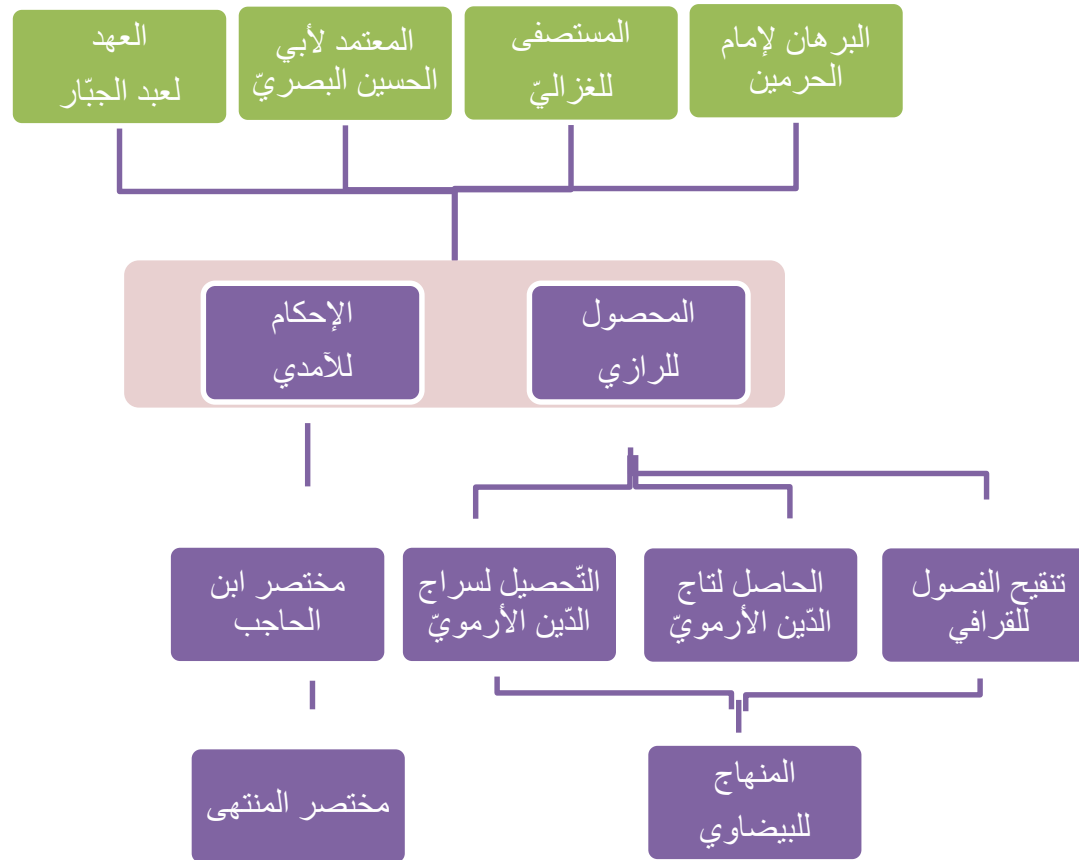 البرهان لإمام
الحرمين
المستصفى
للغزاليّ
المعتمد لأبي
الحسين البصريّ
العهد
لعبد الجبّار
المحصول
للرازي
الإحكام
للآمدي
تنقيح الفصول
للقرافي
الحاصل لتاج
الدّين الأرمويّ
التّحصيل لسراج
الدّين الأرمويّ
مختصر ابن
الحاجب
المنهاج
للبيضاوي
مختصر المنتهى